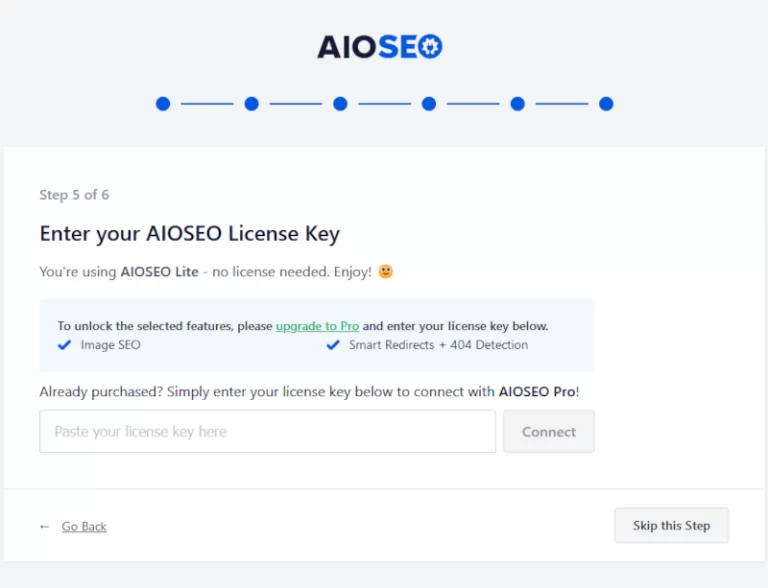 AIOSEO
Step 5 of 6
Enter your AIOSEO License Key
You're using AIOSEO Lite - no license needed. Enjoy! 🙂
To unlock the selected features, please upgrade to Pro and enter your license key below.
Image SEO
Smart Redirects + 404 Detection
Already purchased? Simply enter your license key below to connect with AIOSEO Pro!
Paste your license key here
Connect
← Go Back
Skip this Step